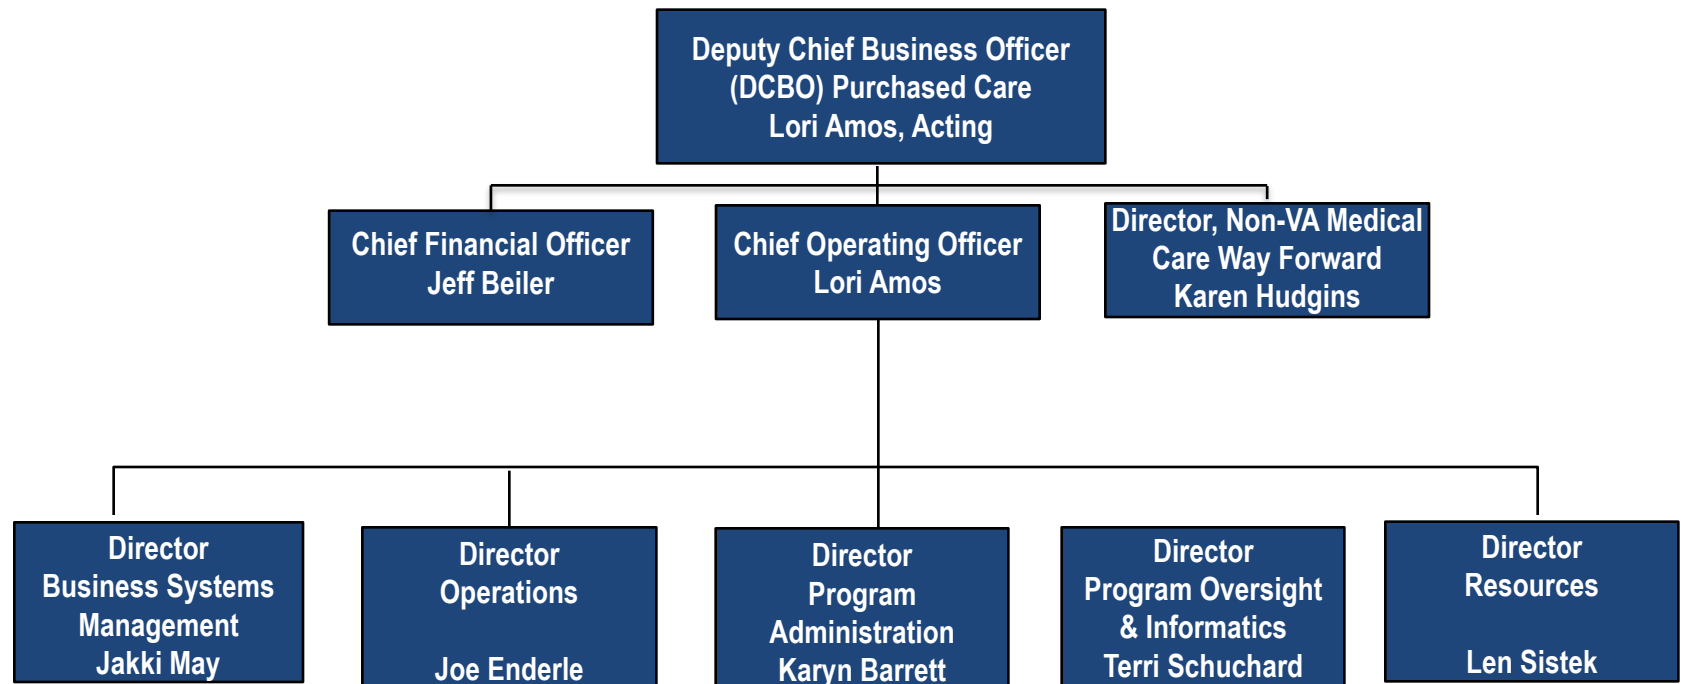 Deputy Chief Business Officer
(DCBO) Purchased Care
Lori Amos, Acting
Chief Financial Officer
Jeff Beiler
Chief Operating Officer
Lori Amos
Director, Non-VA Medical
Care Way Forward
Karen Hudgins
Director
Business Systems
Management
Jakki May
Director
Operations
Joe Enderle
Director
Program
Administration
Karyn Barrett
Director
Program Oversight
& Informatics
Terri Schuchard
Director
Resources
Len Sistek